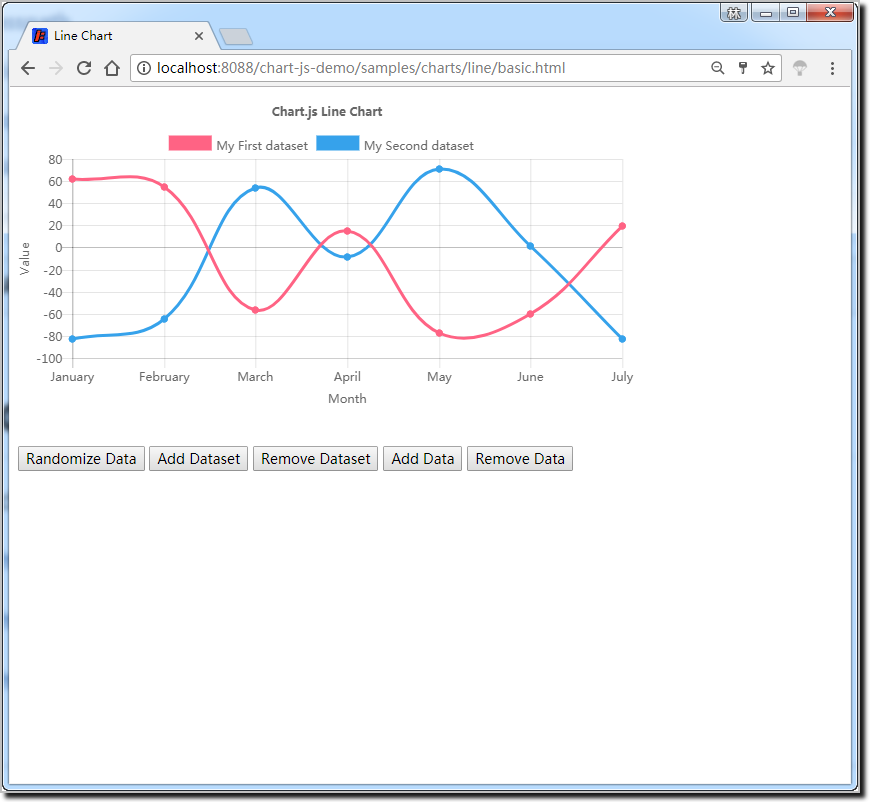 林
Line Chart
localhost:8088/chart-js-demo/samples/charts/line/basic.html
Chart.js Line Chart
My First dataset My Second dataset
80
60
40
20
0
-20
-40
-60
-80
-100
Value
January February March April May June July
Month
Randomize Data Add Dataset Remove Dataset Add Data Remove Data